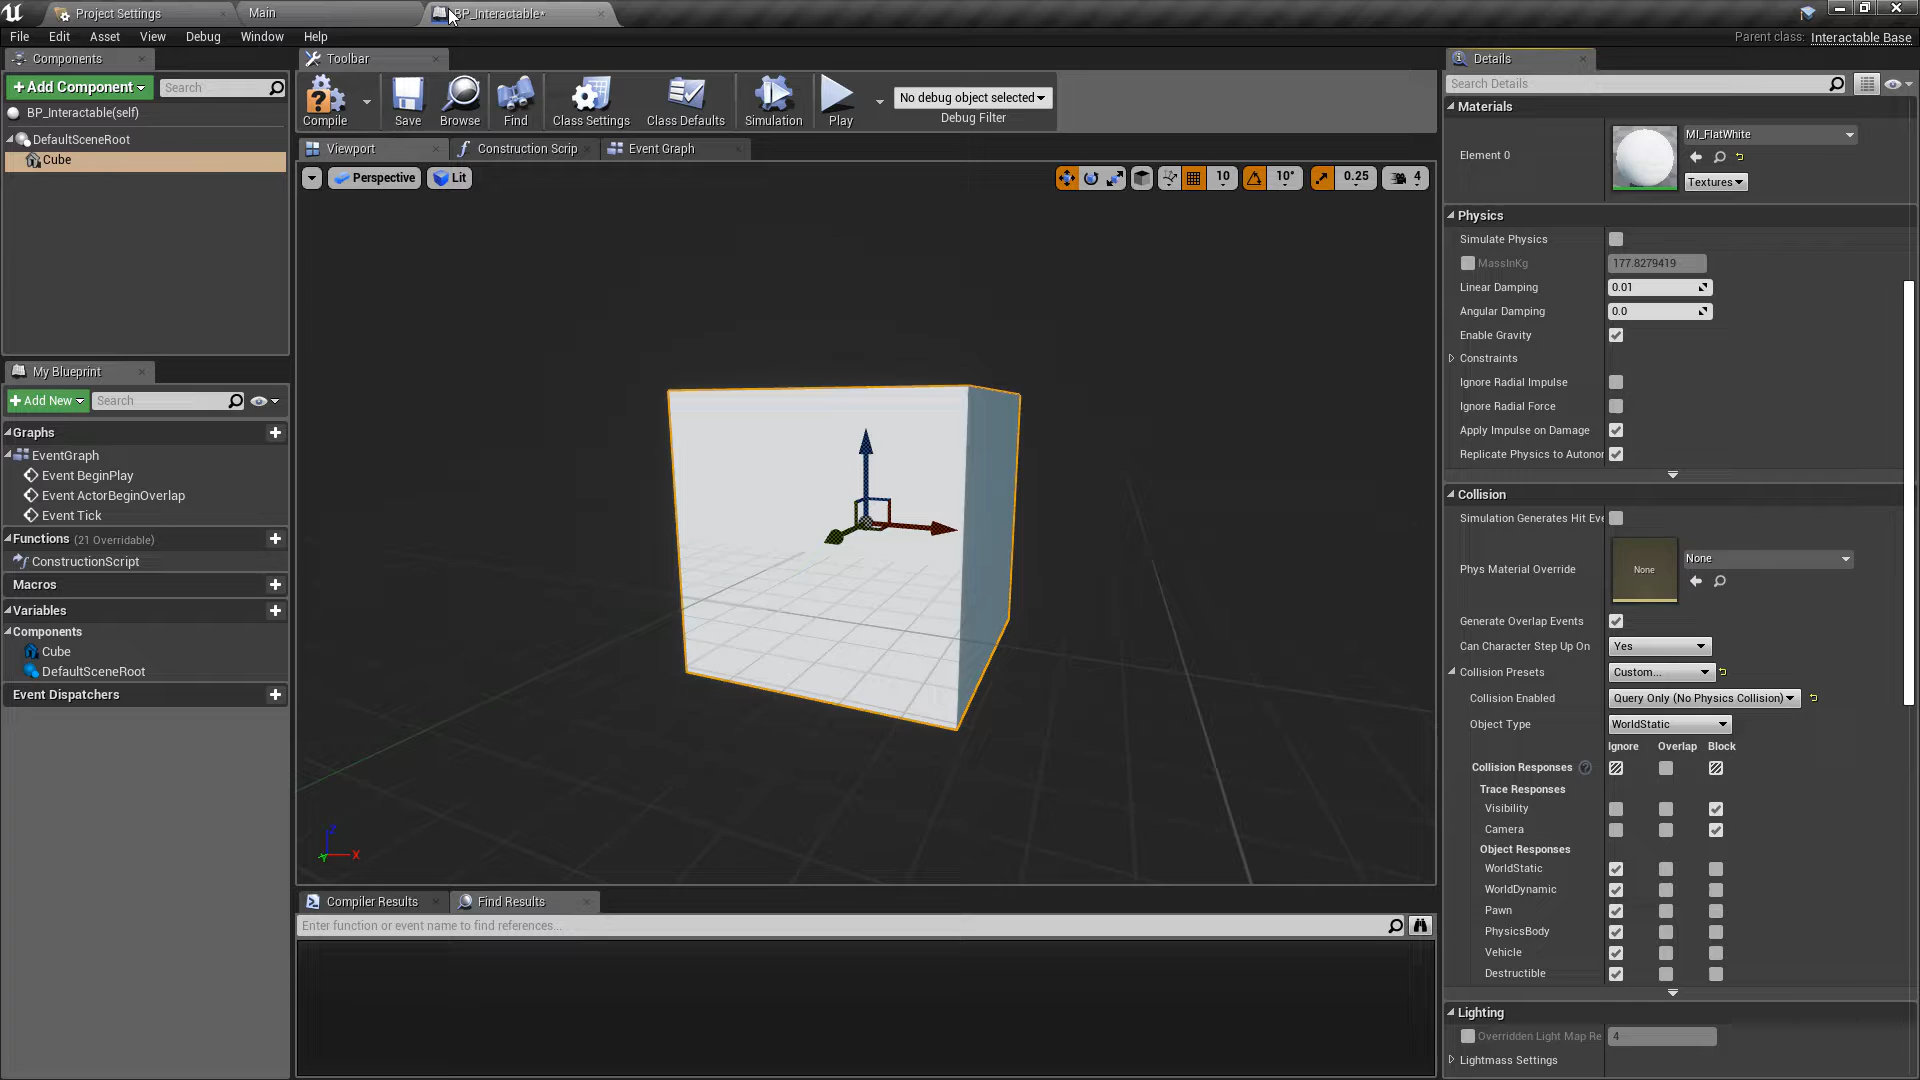 Project Settings
Main
BP_Interactable*
File
Edit
Asset
View
Debug
Window
Help
Parent class:
Interactable Base
Components
Toolbar
Details
+ Add Component
Search
Search Details
BP_Interactable(self)
DefaultSceneRoot
Cube
Compile
Save
Browse
Find
Class Settings
Class Defaults
Simulation
Play
No debug object selected
Debug Filter
Viewport
Construction Scrip
Event Graph
Perspective
Lit
10
10°
0.25
4
Materials
Element 0
MI_FlatWhite
Textures
Physics
Simulate Physics
MassInKg
177.8279419
Linear Damping
0.01
Angular Damping
0.0
Enable Gravity
Constraints
Ignore Radial Impulse
Ignore Radial Force
Apply Impulse on Damage
Replicate Physics to Autonor
Collision
Simulation Generates Hit Eve
Phys Material Override
None
None
Generate Overlap Events
Can Character Step Up On
Yes
Collision Presets
Custom...
Collision Enabled
Query Only (No Physics Collision)
Object Type
WorldStatic
Ignore
Overlap
Block
Collision Responses
?
Trace Responses
Visibility
Camera
Object Responses
WorldStatic
WorldDynamic
Pawn
PhysicsBody
Vehicle
Destructible
Lighting
Overridden Light Map Re
4
Lightmass Settings
My Blueprint
+ Add New
Search
Graphs
EventGraph
Event BeginPlay
Event ActorBeginOverlap
Event Tick
Functions (21 Overridable)
ConstructionScript
Macros
Variables
Components
Cube
DefaultSceneRoot
Event Dispatchers
Z
X
Y
Compiler Results
Find Results
Enter function or event name to find references...